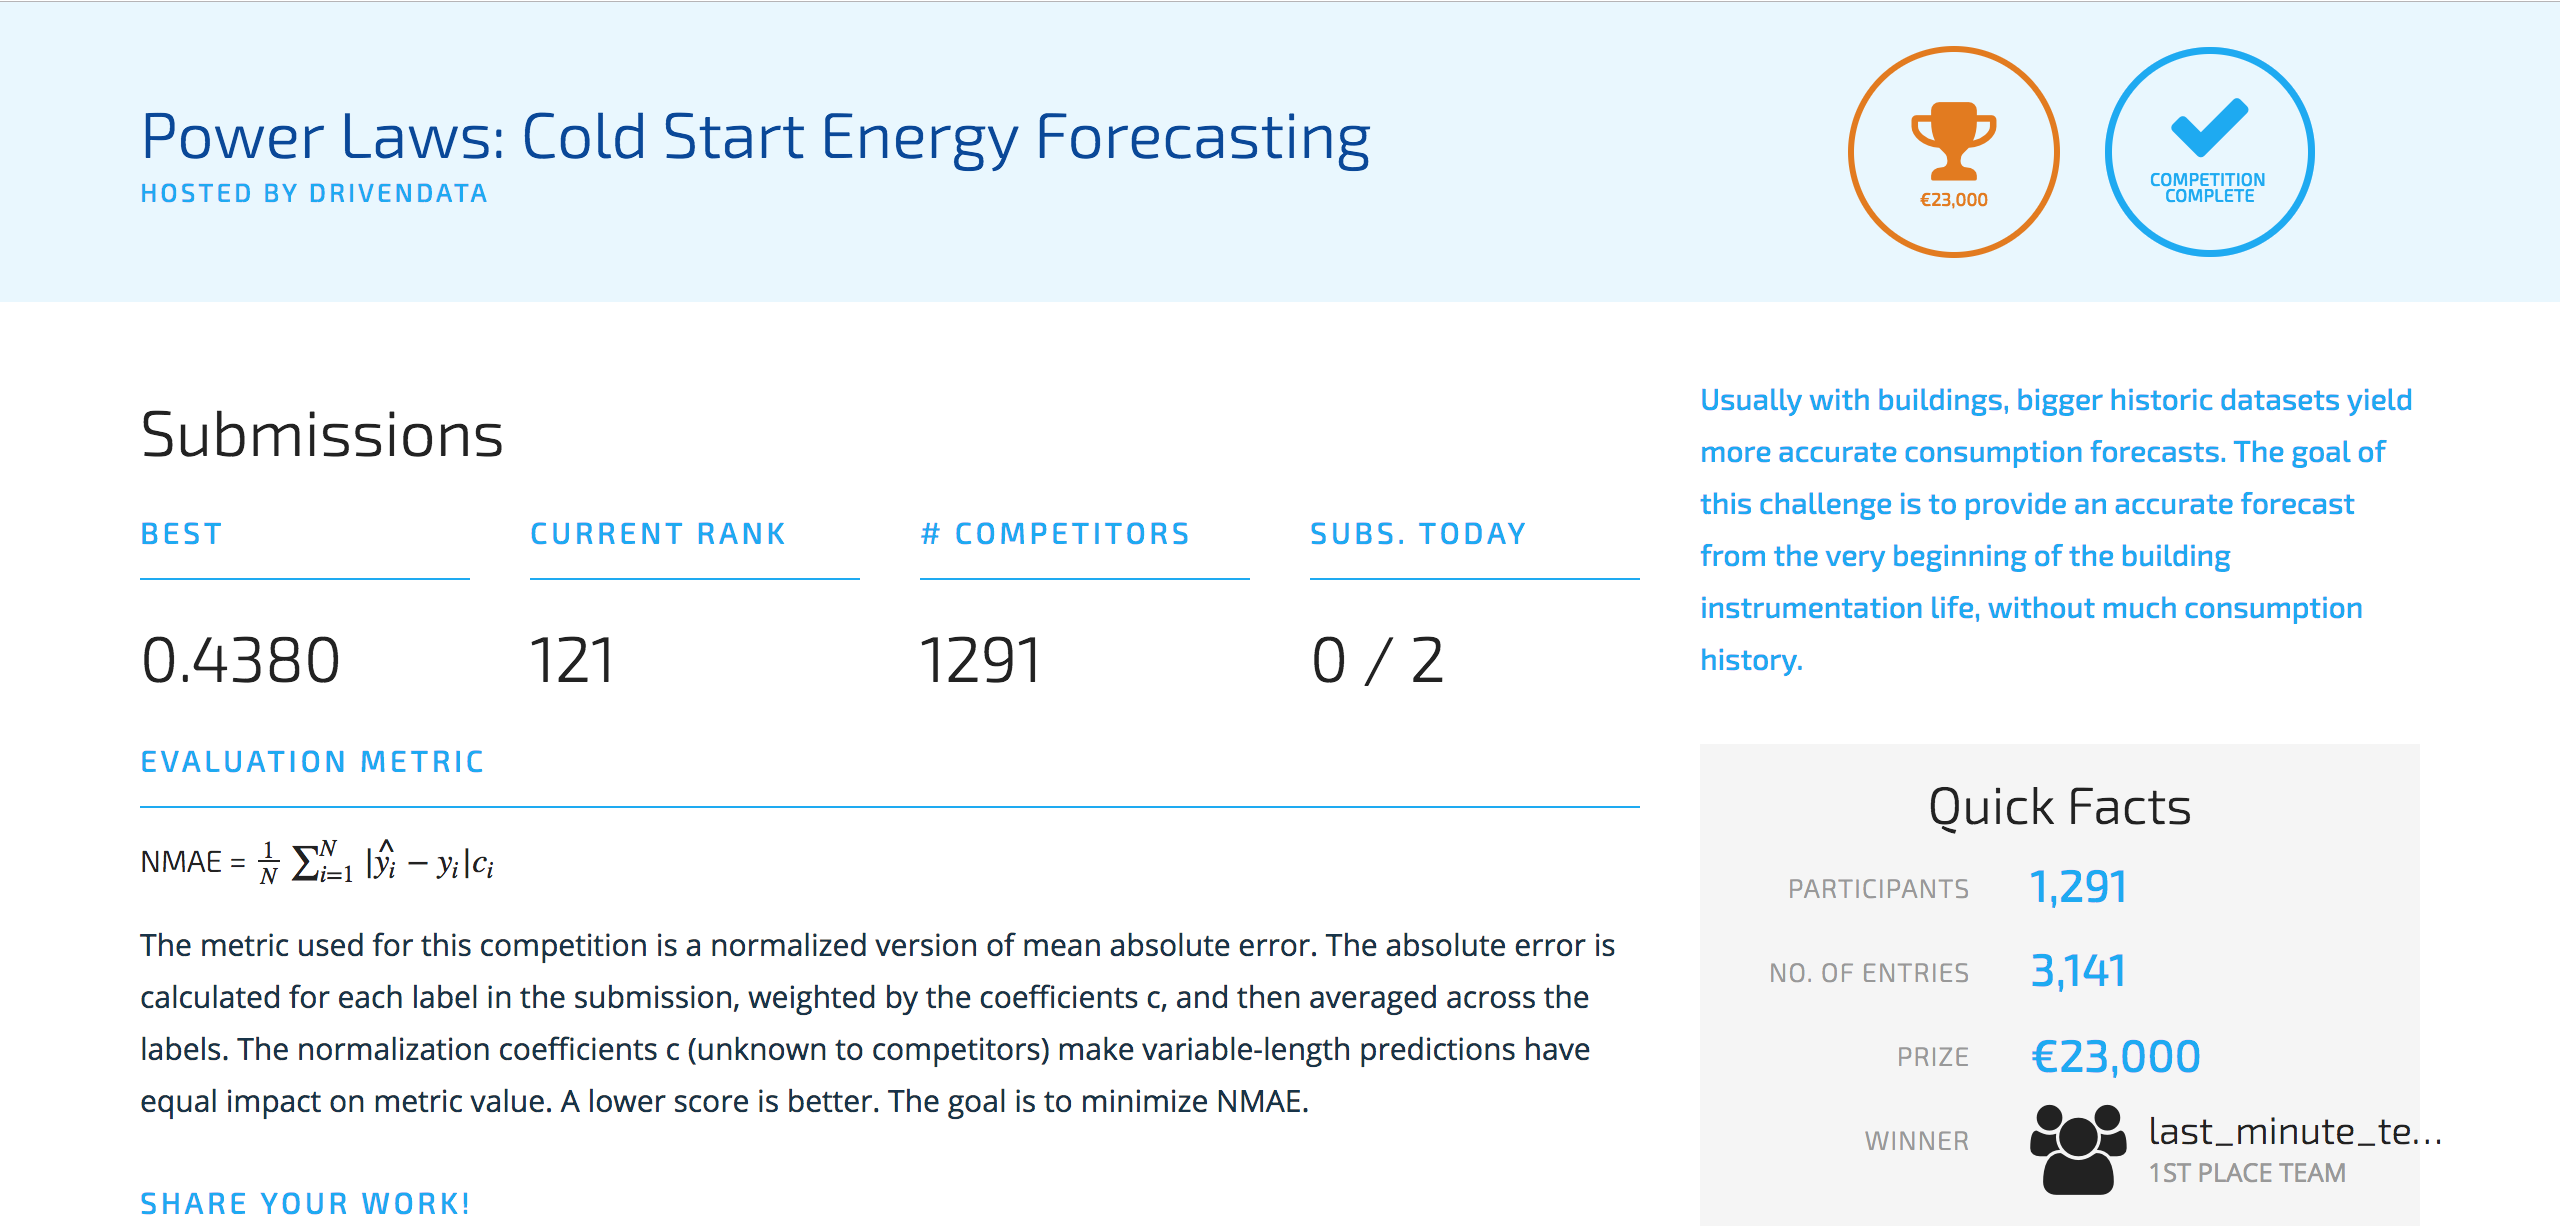 Power Laws: Cold Start Energy Forecasting
HOSTED BY DRIVENDATA
€23,000
COMPETITION
COMPLETE
Submissions
BEST
CURRENT RANK
# COMPETITORS
SUBS. TODAY
0.4380
121
1291
0 / 2
EVALUATION METRIC
NMAE = 1/N ∑_{i=1}^{N} |ŷ_i − y_i|c_i
The metric used for this competition is a normalized version of mean absolute error. The absolute error is
calculated for each label in the submission, weighted by the coefficients c, and then averaged across the
labels. The normalization coefficients c (unknown to competitors) make variable-length predictions have
equal impact on metric value. A lower score is better. The goal is to minimize NMAE.
SHARE YOUR WORK!
Usually with buildings, bigger historic datasets yield
more accurate consumption forecasts. The goal of
this challenge is to provide an accurate forecast
from the very beginning of the building
instrumentation life, without much consumption
history.
Quick Facts
PARTICIPANTS 1,291
NO. OF ENTRIES 3,141
PRIZE €23,000
WINNER last_minute_te...
1ST PLACE TEAM